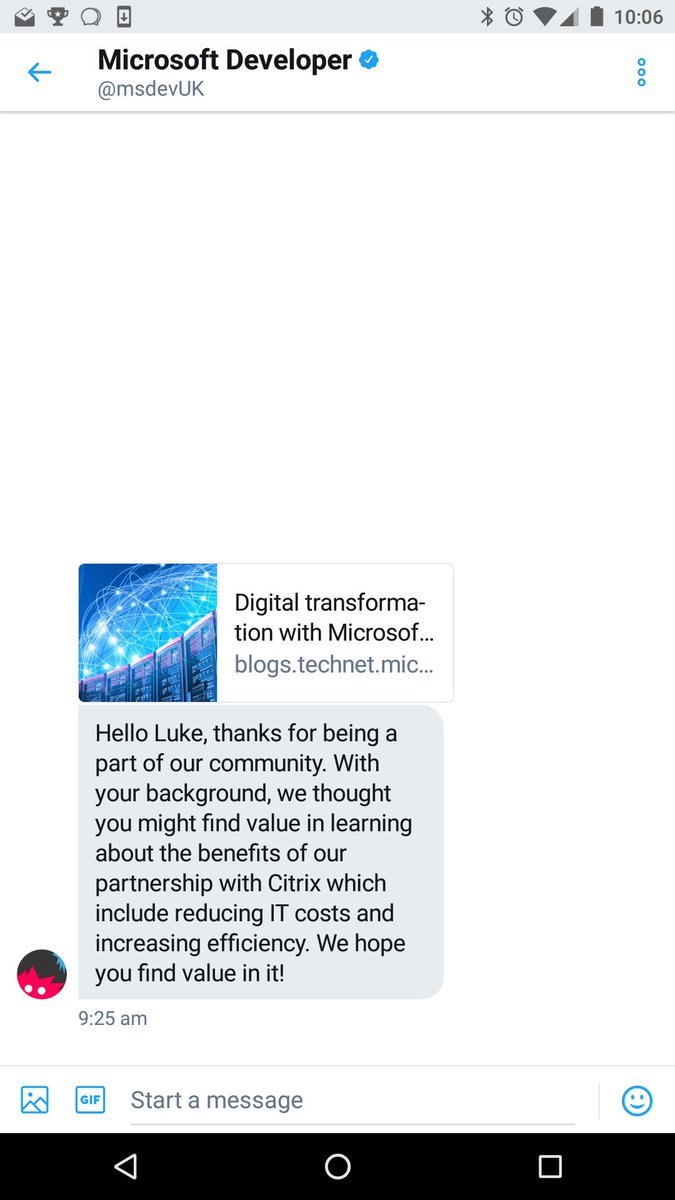 10:06
Microsoft Developer
@msdevUK
Digital transforma-
tion with Microsof...
blogs.technet.mic...
Hello Luke, thanks for being a
part of our community. With
your background, we thought
you might find value in learning
about the benefits of our
partnership with Citrix which
include reducing IT costs and
increasing efficiency. We hope
you find value in it!
9:25 am
GIF
Start a message